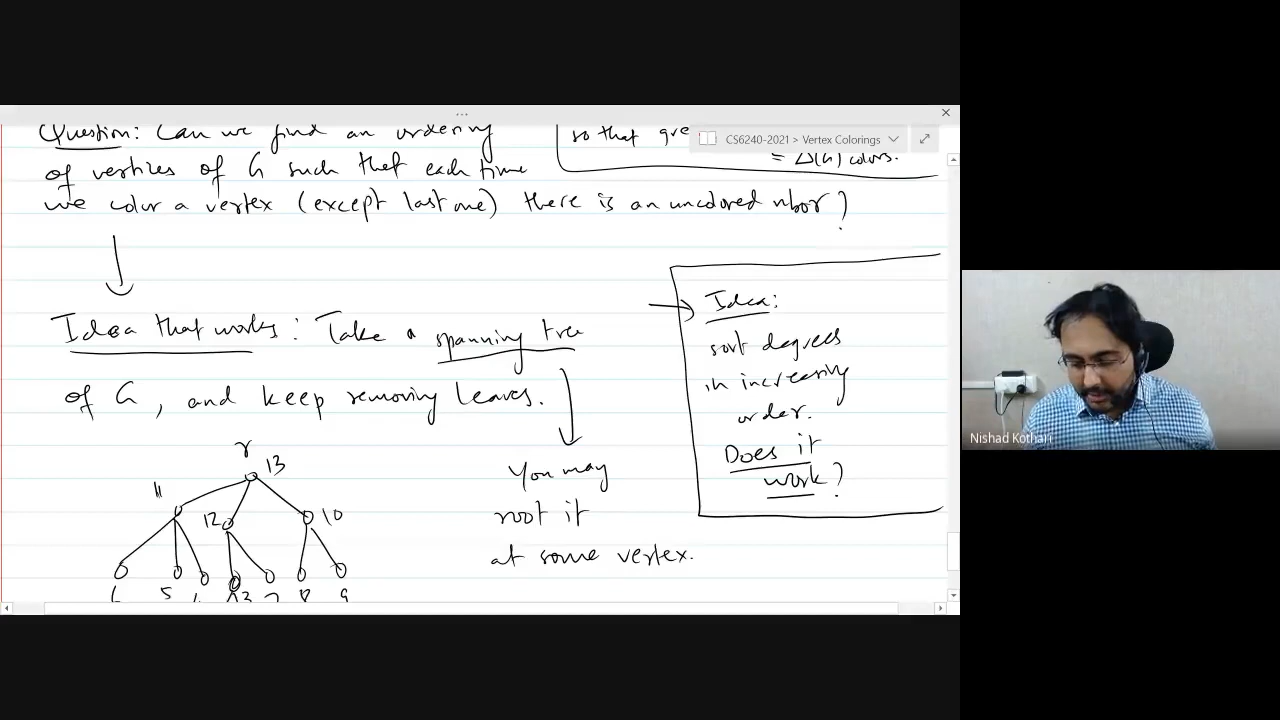 Question: Can we find an ordering
of vertices of G such that each time
we color a vertex (except last one) there is an uncolored nbor?
so that gre
= Δ(G) colors.
CS6240-2021 > Vertex Colorings
Idea that works: Take a spanning tree
of G, and keep removing leaves.
You may
root it
at some vertex.
Idea:
sort degrees
in increasing
order.
Does it
work?
r
13
11
12
10
5
8
9
Nishad Kothari